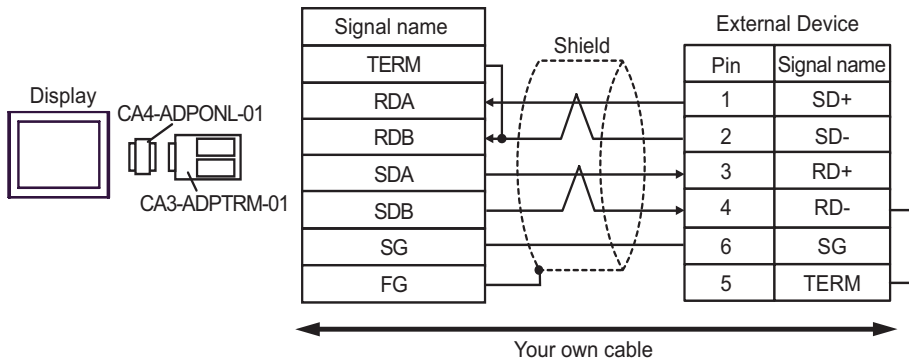 Display
CA4-ADPONL-01
CA3-ADPTRM-01
Signal name
TERM
RDA
RDB
SDA
SDB
SG
FG
Shield
External Device
Pin Signal name
1 SD+
2 SD-
3 RD+
4 RD-
6 SG
5 TERM
Your own cable